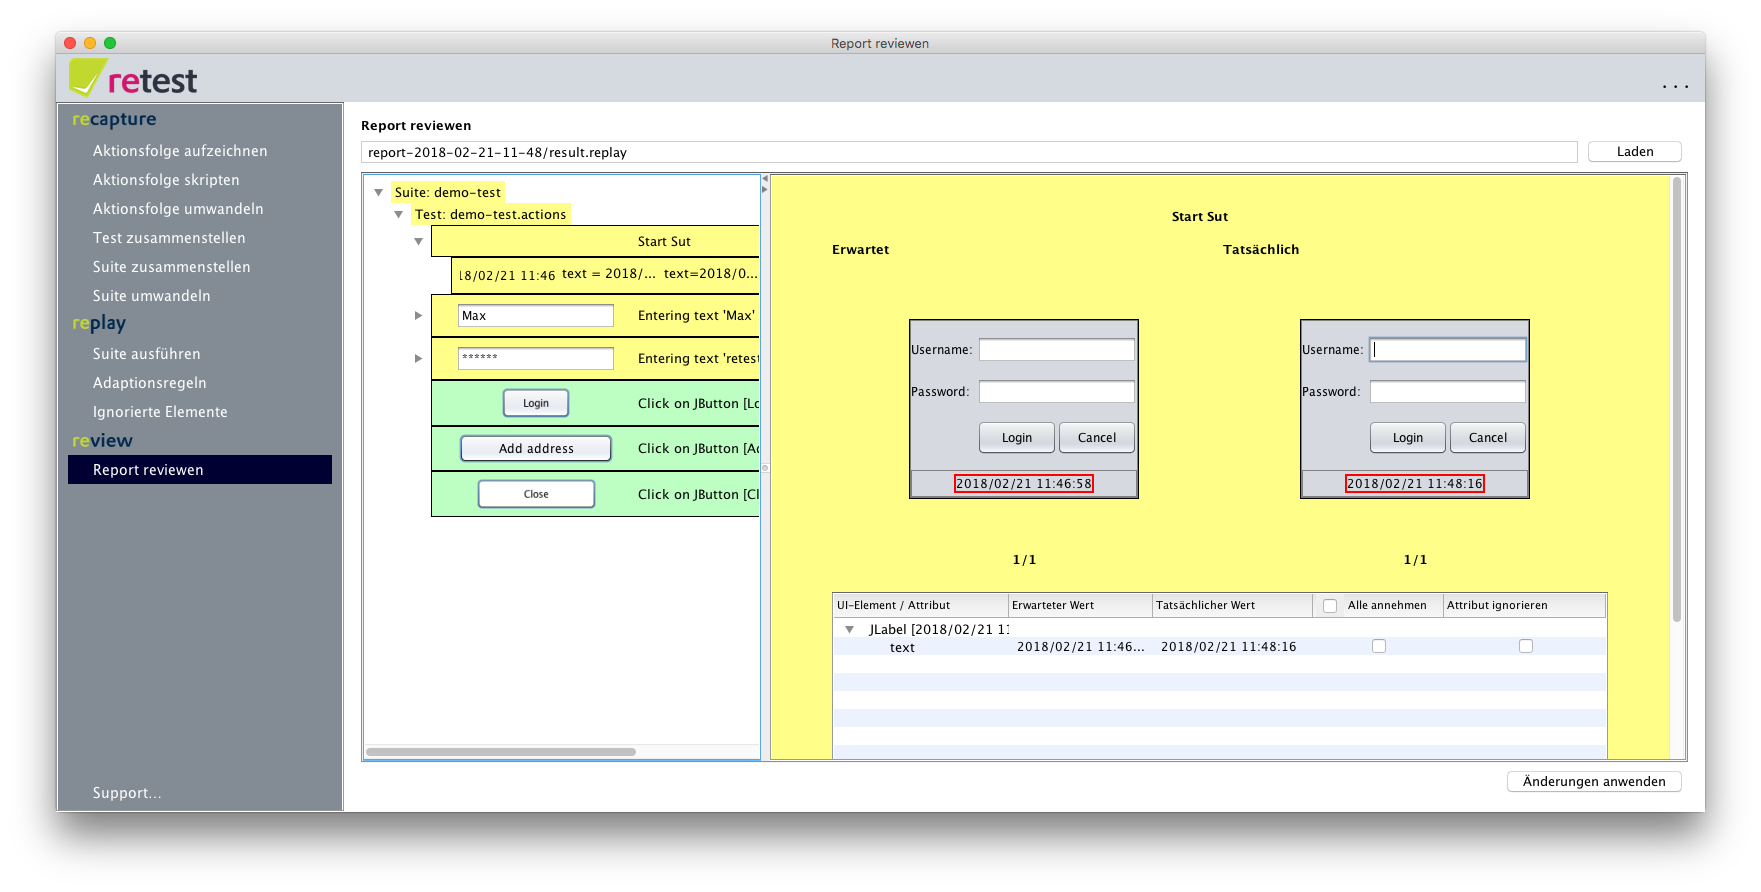 Report reviewen
retest
...
recapture
Aktionsfolge aufzeichnen
Aktionsfolge skripten
Aktionsfolge umwandeln
Test zusammenstellen
Suite zusammenstellen
Suite umwandeln
replay
Suite ausführen
Adaptionsregeln
Ignorierte Elemente
review
Report reviewen
Support...
Report reviewen
report-2018-02-21-11-48/result.replay
Laden
Suite: demo-test
Test: demo-test.actions
Start Sut
18/02/21 11:46 text = 2018/... text=2018/0...
Max Entering text 'Max'
****** Entering text 'retest
Login Click on JButton [Lo
Add address Click on JButton [Ad
Close Click on JButton [Cl
Start Sut
Erwartet Tatsächlich
Username: Username:
Password: Password:
Login Cancel Login Cancel
2018/02/21 11:46:58 2018/02/21 11:48:16
1/1 1/1
UI-Element / Attribut Erwarteter Wert Tatsächlicher Wert Alle annehmen Attribut ignorieren
JLabel [2018/02/21 11
text 2018/02/21 11:46... 2018/02/21 11:48:16
Änderungen anwenden